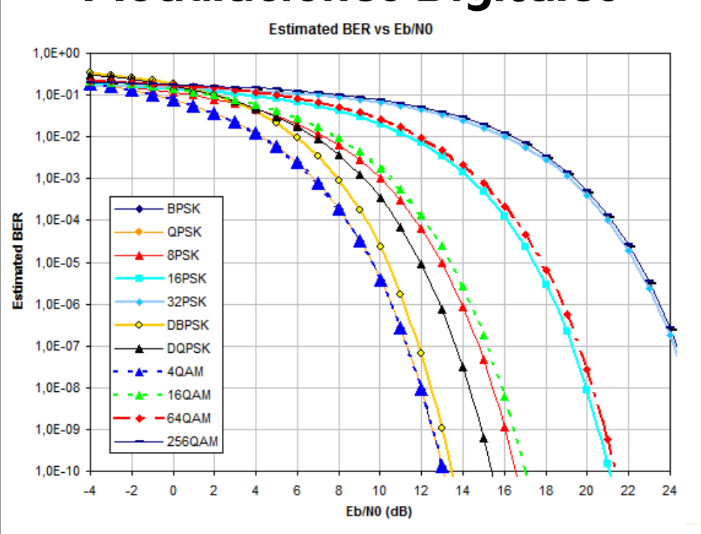 Modulaciones Digitales
Estimated BER vs Eb/N0
1,0E+00
1,0E-01
1,0E-02
1,0E-03
1,0E-04
1,0E-05
1,0E-06
1,0E-07
1,0E-08
1,0E-09
1,0E-10
Estimated BER
BPSK
QPSK
8PSK
16PSK
32PSK
DBPSK
DQPSK
4QAM
16QAM
64QAM
256QAM
-4 -2 0 2 4 6 8 10 12 14 16 18 20 22 24
Eb/N0 (dB)